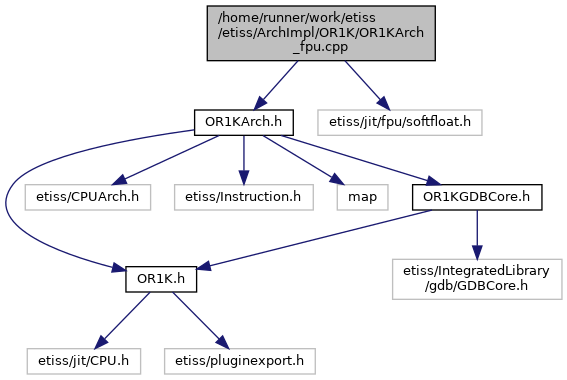 /home/runner/work/etiss
/etiss/ArchImpl/OR1K/OR1KArch
_fpu.cpp
OR1KArch.h
etiss/jit/fpu/softfloat.h
etiss/CPUArch.h
etiss/Instruction.h
map
OR1KGDBCore.h
OR1K.h
etiss/IntegratedLibrary
/gdb/GDBCore.h
etiss/jit/CPU.h
etiss/pluginexport.h